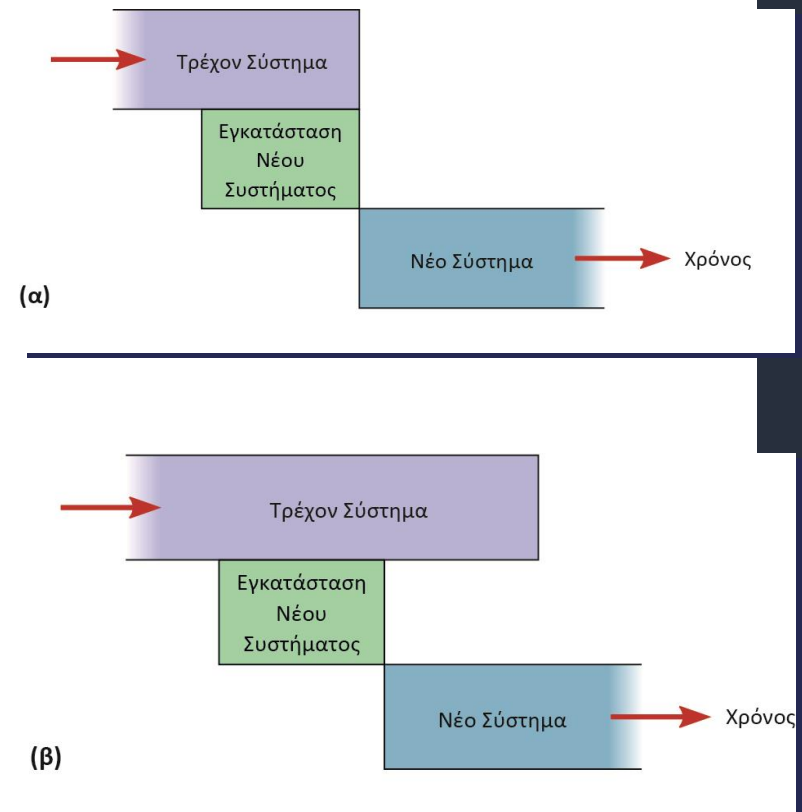 Τρέχον Σύστημα
Εγκατάσταση
Νέου
Συστήματος
Νέο Σύστημα
Χρόνος
(α)
Τρέχον Σύστημα
Εγκατάσταση
Νέου
Συστήματος
Νέο Σύστημα
Χρόνος
(β)